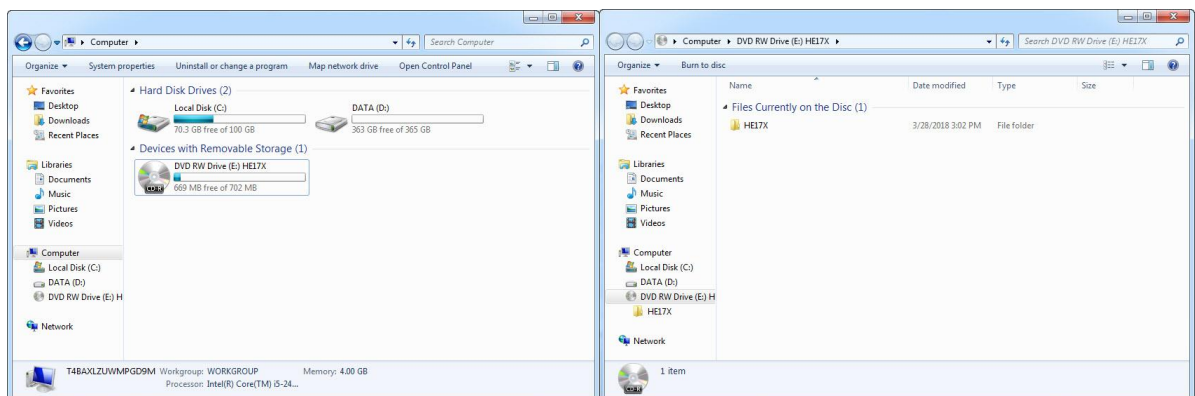 Computer
Search Computer
Organize
System properties
Uninstall or change a program
Map network drive
Open Control Panel
Favorites
Desktop
Downloads
Recent Places
Libraries
Documents
Music
Pictures
Videos
Computer
Local Disk (C:)
DATA (D:)
DVD RW Drive (E:) H
Network
Hard Disk Drives (2)
Local Disk (C:)
70.3 GB free of 100 GB
DATA (D:)
363 GB free of 365 GB
Devices with Removable Storage (1)
DVD RW Drive (E:) HE17X
CD-R
669 MB free of 702 MB
T4BAXLZUWMPGD9M Workgroup: WORKGROUP Memory: 4.00 GB
Processor: Intel(R) Core(TM) i5-24...
Computer DVD RW Drive (E:) HE17X
Search DVD RW Drive (E:) HE17X
Organize
Burn to disc
Favorites
Desktop
Downloads
Recent Places
Libraries
Documents
Music
Pictures
Videos
Computer
Local Disk (C:)
DATA (D:)
DVD RW Drive (E:) H
HE17X
Network
Name Date modified Type Size
Files Currently on the Disc (1)
HE17X 3/28/2018 3:02 PM File folder
1 item
CD-R